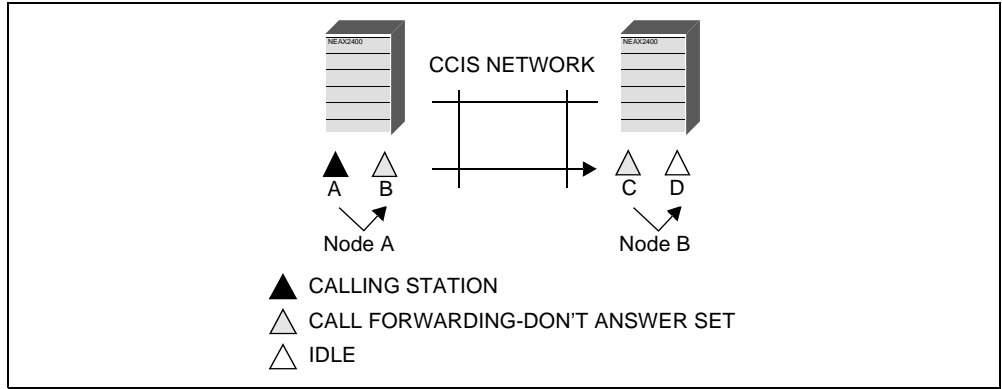 NEAX2400
NEAX2400
CCIS NETWORK
A B C D
Node A Node B
CALLING STATION
CALL FORWARDING-DON'T ANSWER SET
IDLE